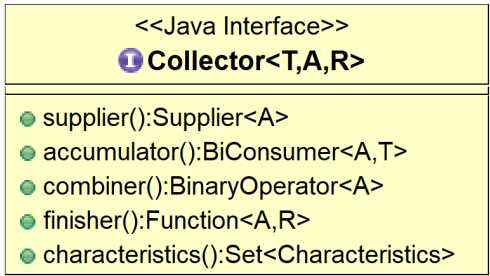 <<Java Interface>>
I Collector<T,A,R>
supplier():Supplier<A>
accumulator():BiConsumer<A,T>
combiner():BinaryOperator<A>
finisher():Function<A,R>
characteristics():Set<Characteristics>